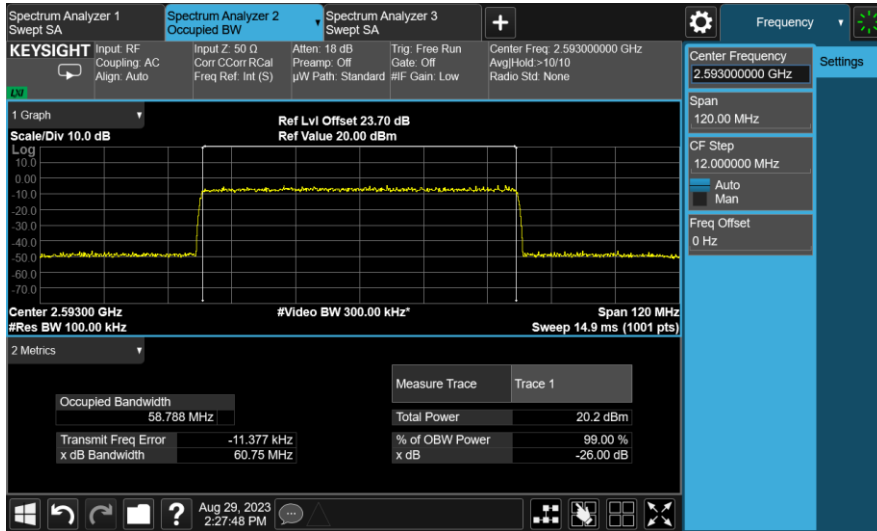 Spectrum Analyzer 1
Swept SA
Spectrum Analyzer 2
Occupied BW
Spectrum Analyzer 3
Swept SA
Frequency
KEYSIGHT
Input: RF
Coupling: AC
Align: Auto
Input Z: 50 Ω
Corr CCorr RCal
Freq Ref: Int (S)
Atten: 18 dB
Preamp: Off
µW Path: Standard
Trig: Free Run
Gate: Off
#IF Gain: Low
Center Freq: 2.593000000 GHz
Avg|Hold:>10/10
Radio Std: None
LXI
Center Frequency
2.593000000 GHz
Settings
Span
120.00 MHz
CF Step
12.000000 MHz
Auto
Man
Freq Offset
0 Hz
1 Graph
Scale/Div 10.0 dB
Ref Lvl Offset 23.70 dB
Ref Value 20.00 dBm
Log
10.0
0.00
-10.0
-20.0
-30.0
-40.0
-50.0
-60.0
-70.0
Center 2.59300 GHz
#Res BW 100.00 kHz
#Video BW 300.00 kHz*
Span 120 MHz
Sweep 14.9 ms (1001 pts)
2 Metrics
Occupied Bandwidth
58.788 MHz
Transmit Freq Error -11.377 kHz
x dB Bandwidth 60.75 MHz
Measure Trace Trace 1
Total Power 20.2 dBm
% of OBW Power 99.00 %
x dB -26.00 dB
?
Aug 29, 2023
2:27:48 PM